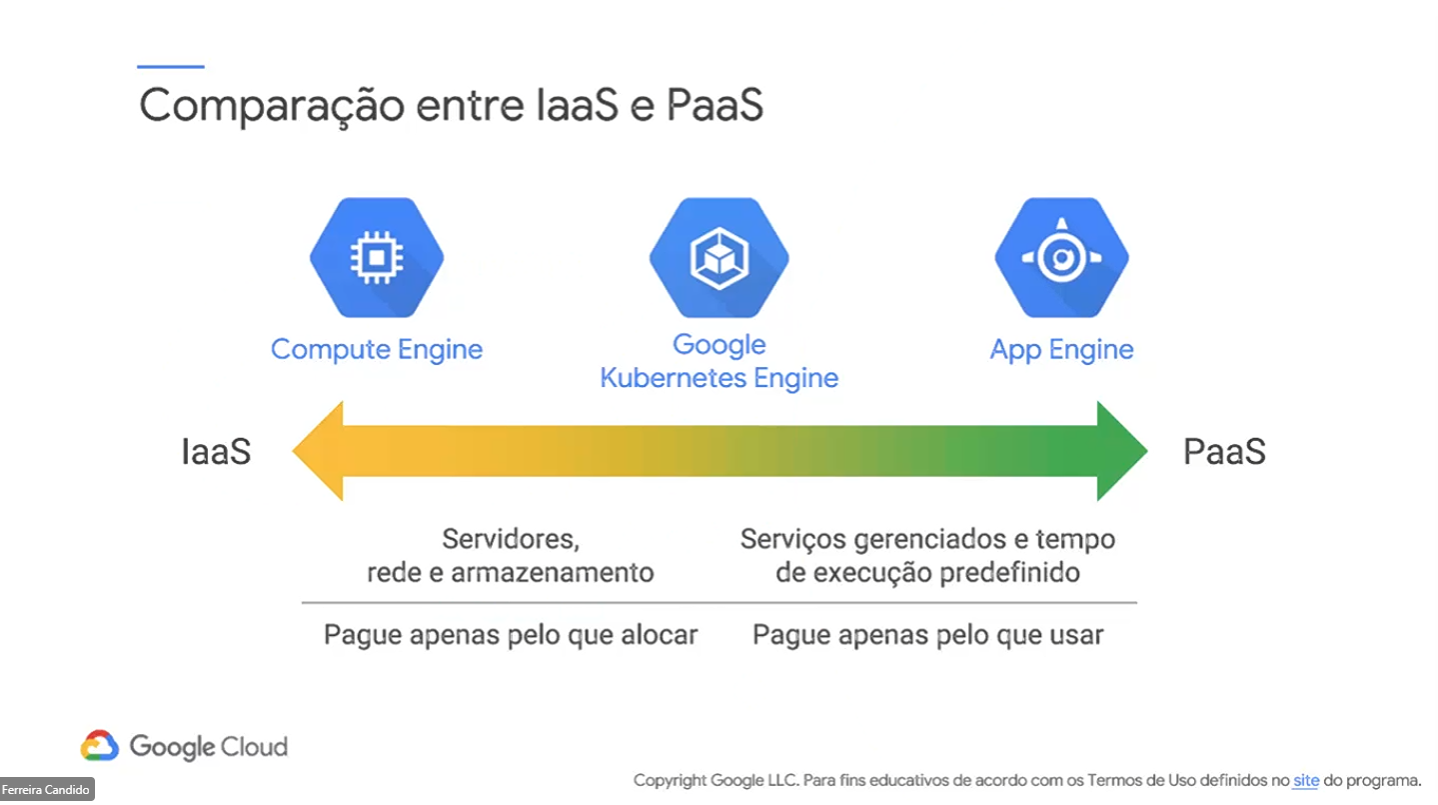 Comparação entre IaaS e PaaS
Compute Engine
Google
Kubernetes Engine
App Engine
IaaS
PaaS
Servidores,
rede e armazenamento
Serviços gerenciados e tempo
de execução predefinido
Pague apenas pelo que alocar
Pague apenas pelo que usar
Google Cloud
Copyright Google LLC. Para fins educativos de acordo com os Termos de Uso definidos no site do programa.
Ferreira Candido